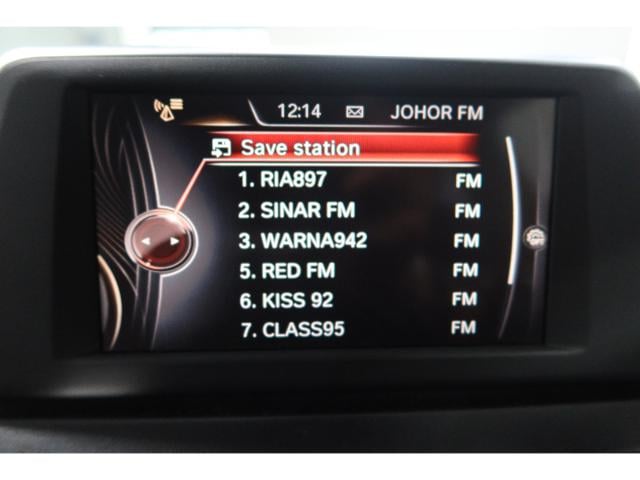 12:14 JOHOR FM
Save station
1. RIA897 FM
2. SINAR FM FM
3. WARNA942 FM
5. RED FM FM
6. KISS 92 FM
7. CLASS95 FM